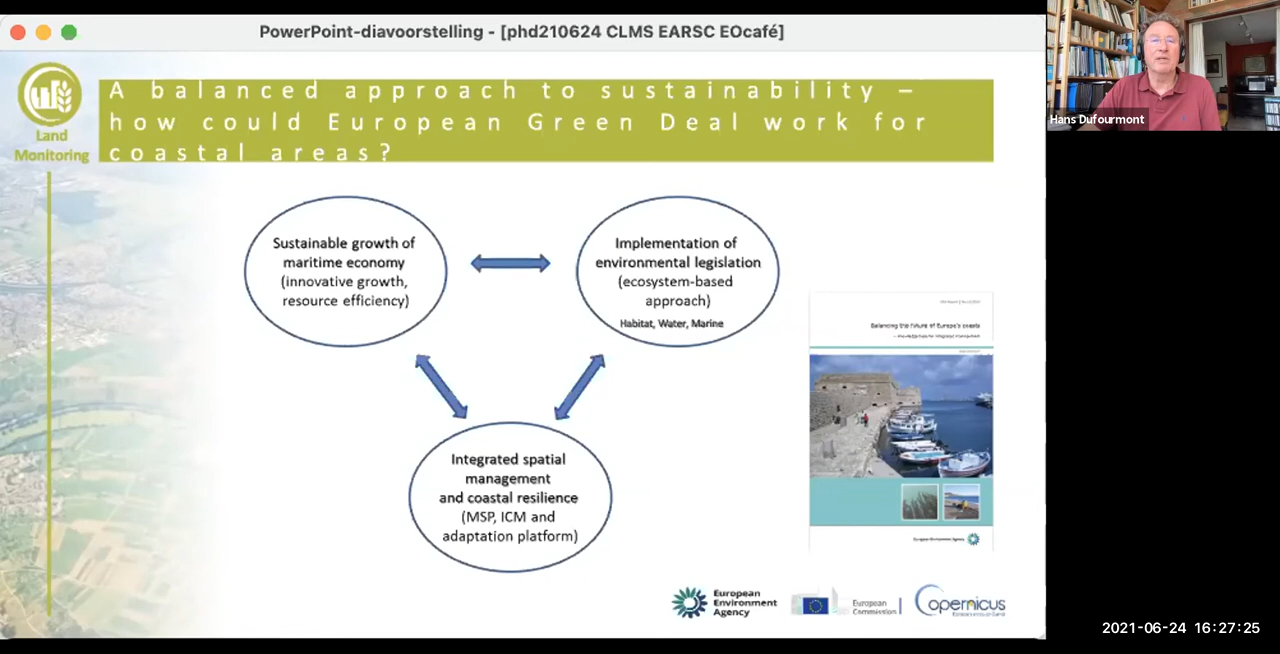 PowerPoint-diavoorstelling - [phd210624 CLMS EARSC EOcafé]
Land
Monitoring
A balanced approach to sustainability –
how could European Green Deal work for
coastal areas?
Sustainable growth of
maritime economy
(innovative growth,
resource efficiency)
Implementation of
environmental legislation
(ecosystem-based
approach)
Habitat, Water, Marine
Integrated spatial
management
and coastal resilience
(MSP, ICM and
adaptation platform)
Balancing the future of Europe's coasts
European Environment Agency
European
Environment
Agency
European
Commission
Copernicus
Hans Dufourmont
2021-06-24 16:27:25